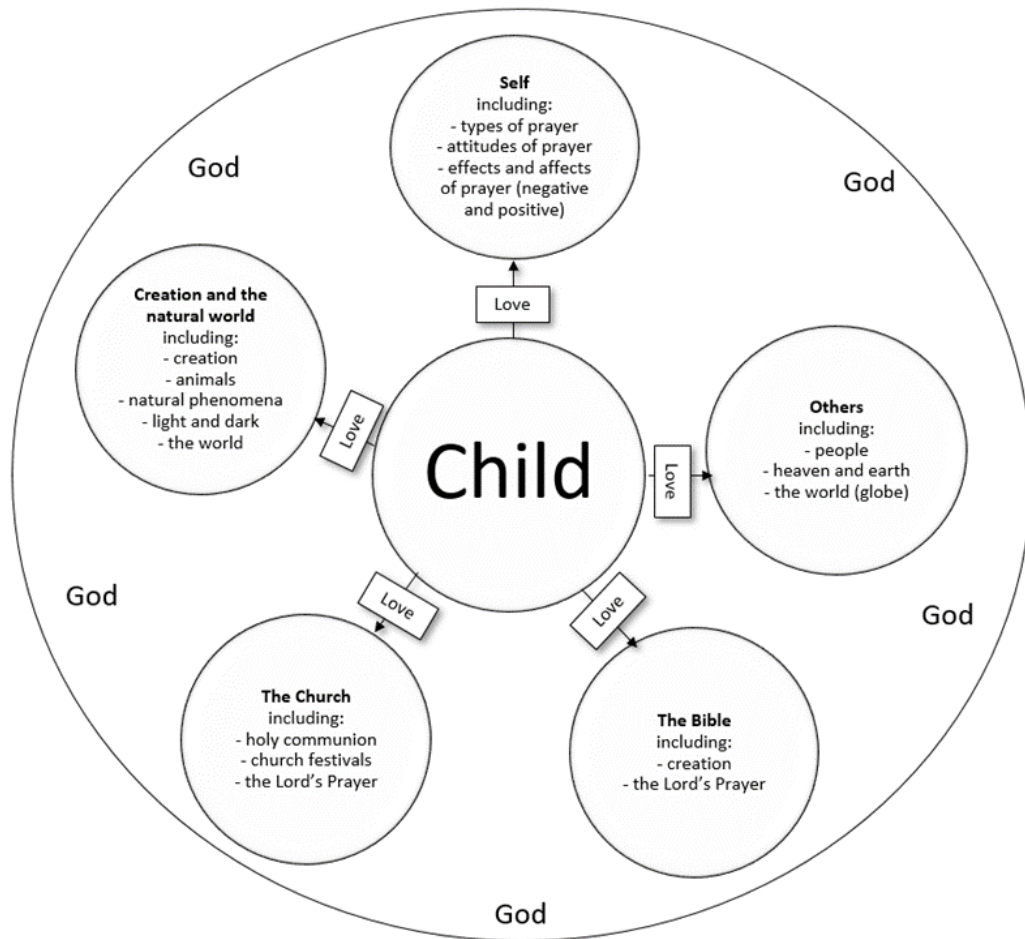 Self
including:
- types of prayer
- attitudes of prayer
- effects and affects
of prayer (negative
and positive)
God
God
Love
Creation and the
natural world
including:
- creation
- animals
- natural phenomena
- light and dark
- the world
Love
Child
Love
Others
including:
- people
- heaven and earth
- the world (globe)
God
Love
Love
God
The Church
including:
- holy communion
- church festivals
- the Lord’s Prayer
The Bible
including:
- creation
- the Lord’s Prayer
God